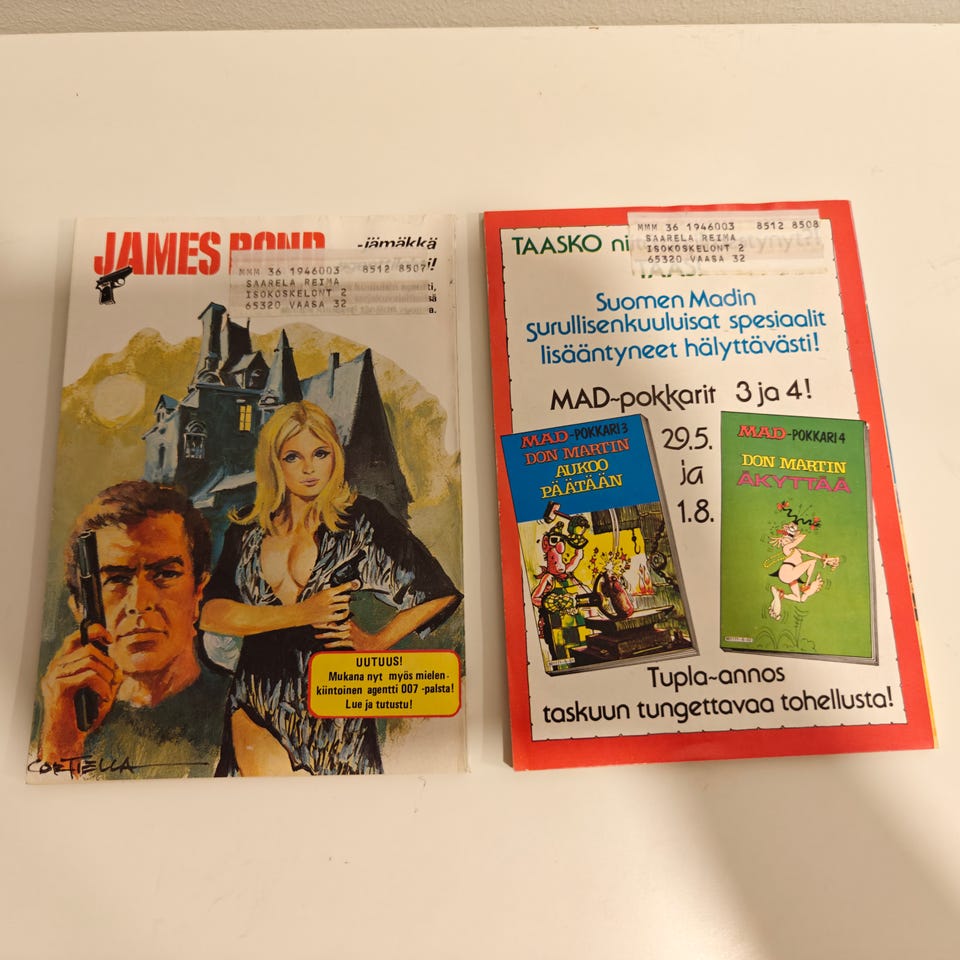 JAMES BOND -jämäkkä
MMM 36 1946003 8512 8507
SAARELA REIMA
ISOKOSKELONT 2
65320 VAASA 32
UUTUUS!
Mukana nyt myös mielen-
kiintoinen agentti 007 -palsta!
Lue ja tutustu!
CORTIELLA
TAASKO
MMM 36 1946003 8512 8508
SAARELA REIMA
ISOKOSKELONT 2
65320 VAASA 32
TAAS!
Suomen Madin
surullisenkuuluisat spesiaalit
lisääntyneet hälyttävästi!
MAD-pokkarit 3 ja 4!
MAD-POKKARI 3
DON MARTIN
AUKOO
PÄÄTÄÄN
29.5.
ja
1.8.
MAD-POKKARI 4
DON MARTIN
ÄKYTTÄÄ
Tupla-annos
taskuun tungettavaa tohellusta!